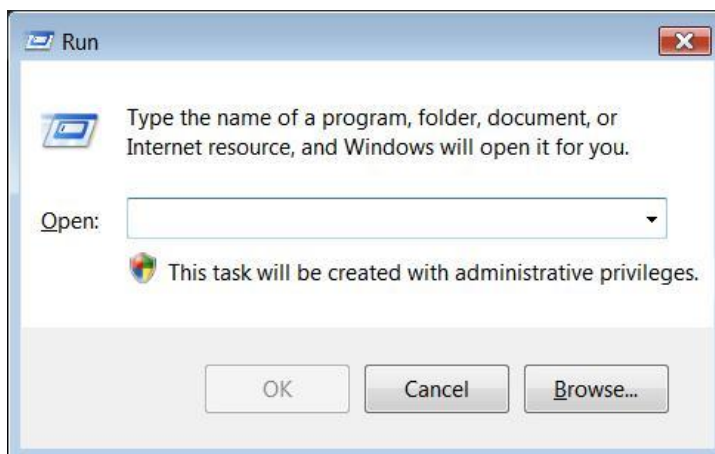 Run
Type the name of a program, folder, document, or
Internet resource, and Windows will open it for you.
Open:
This task will be created with administrative privileges.
OK Cancel Browse...